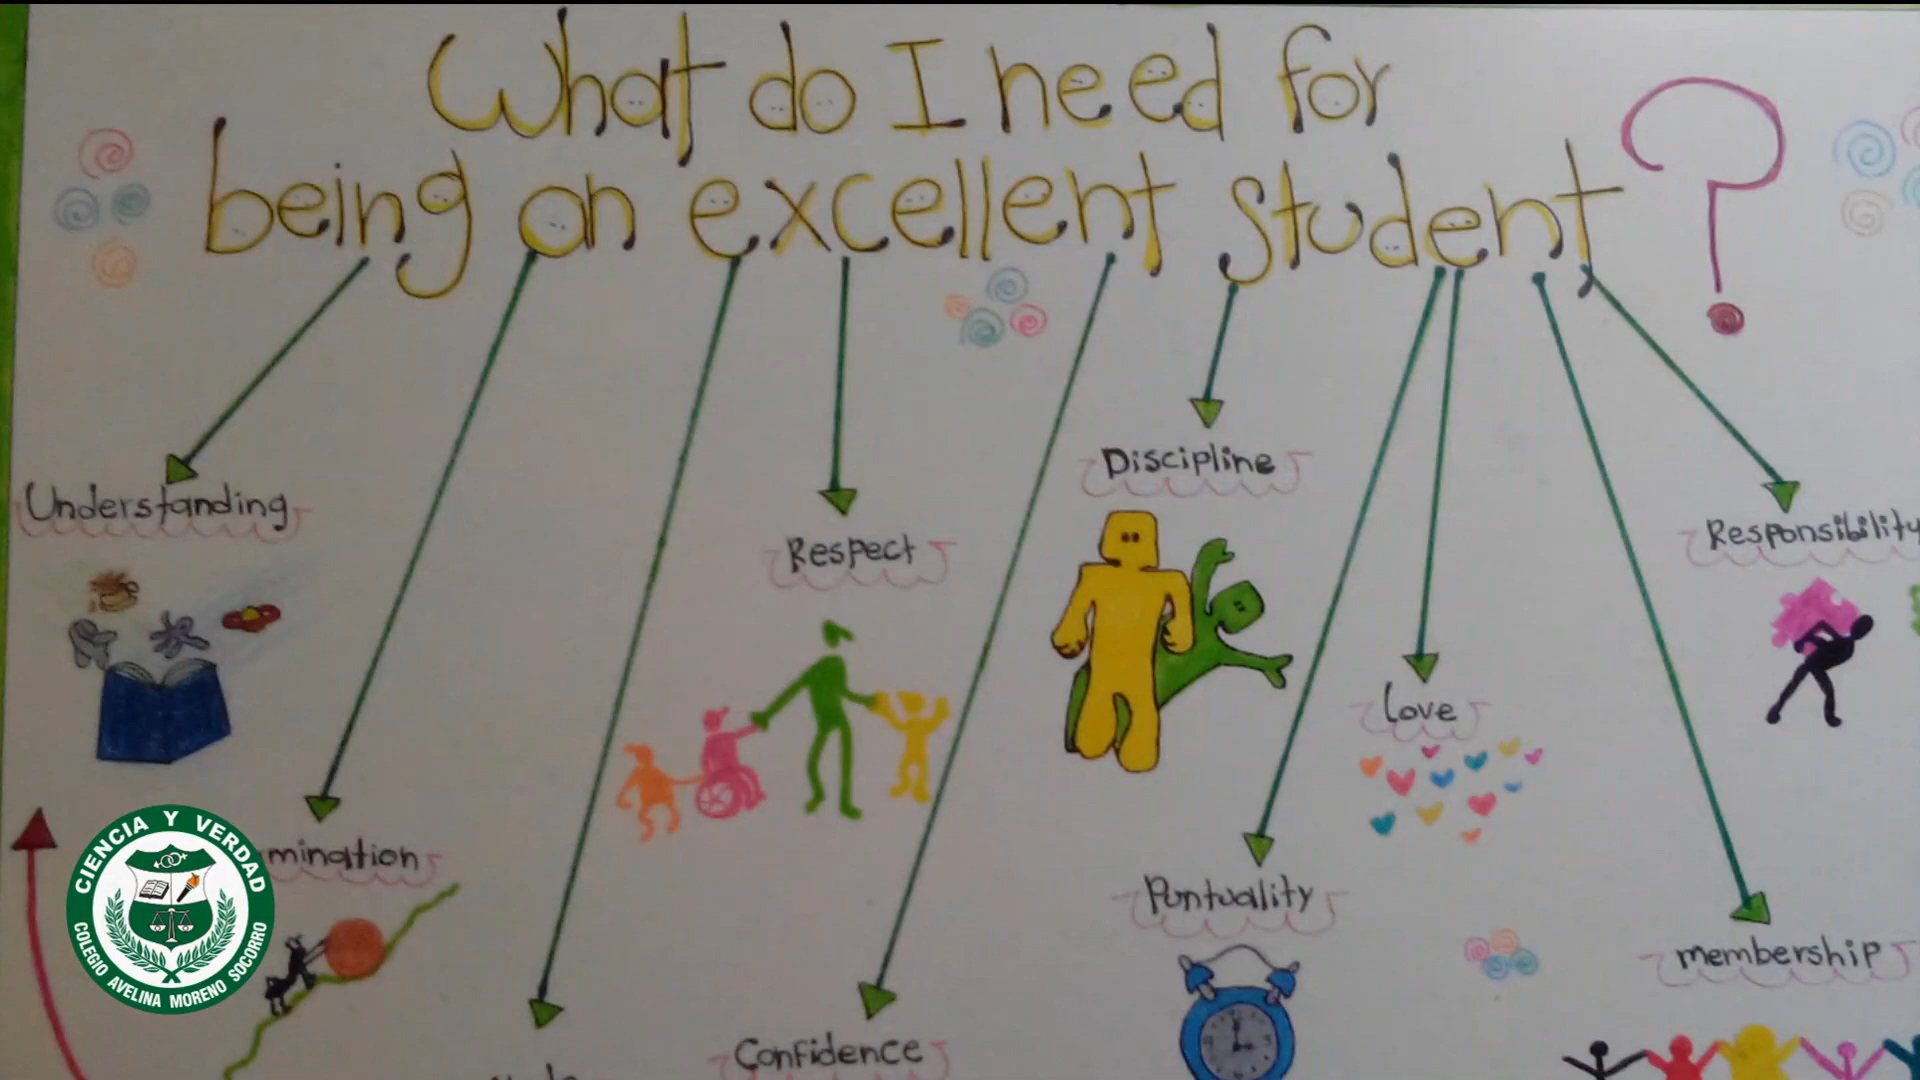 What do I need for
being an excellent student,?
Understanding
Discipline
Respect
Responsibility
Love
mination
Puntuality
membership
Confidence
CIENCIA Y VERDAD
COLEGIO AVELINA MORENO SOCORRO